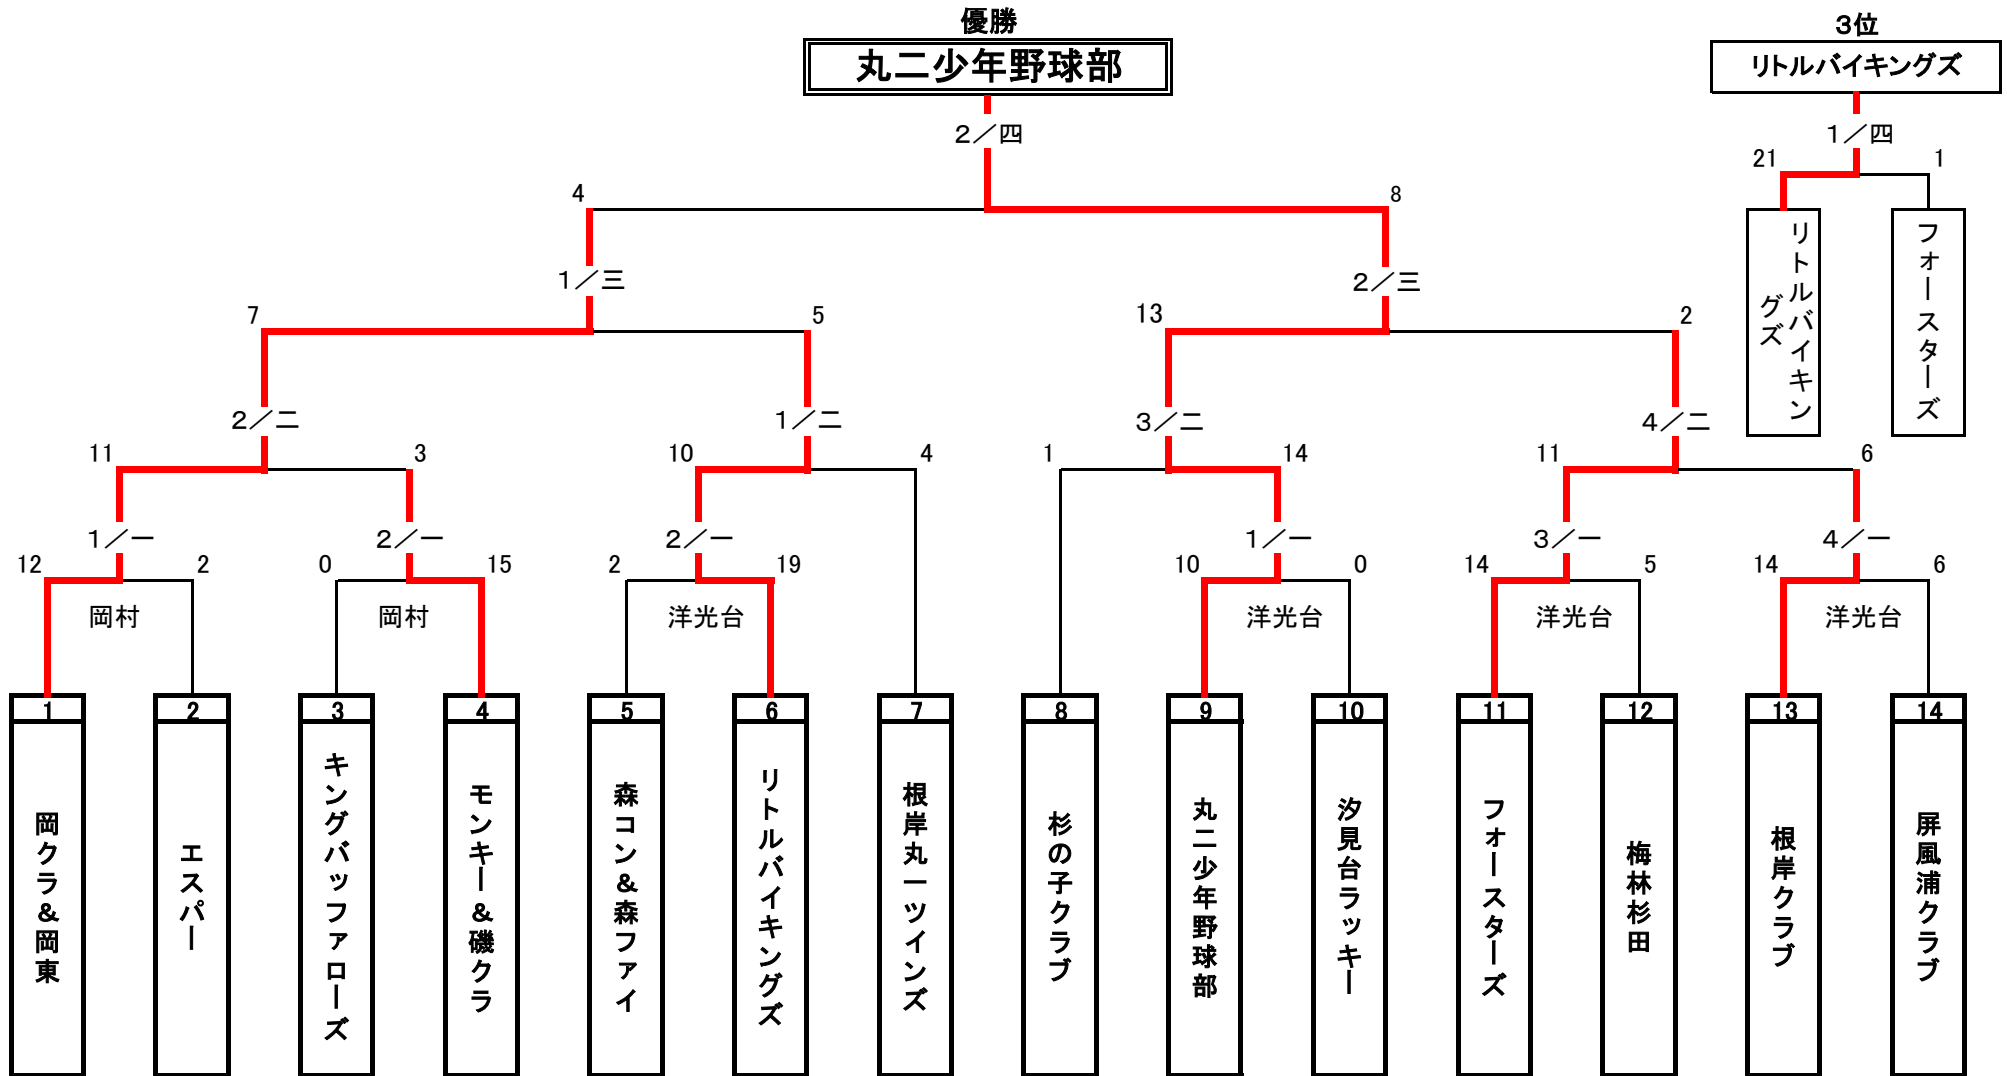 優勝
丸二少年野球部
2／四
3位
リトルバイキングズ
1／四
21 1
リトルバイキングズ
フォースターズ
4 8
1／三 2／三
7 5 13 2
2／二 1／二 3／二 4／二
11 3 10 4 1 14 11 6
1／一 2／一 2／一 1／一 3／一 4／一
12 2 0 15 2 19 10 0 14 5 14 6
岡村 岡村 洋光台 洋光台 洋光台 洋光台
1 2 3 4 5 6 7 8 9 10 11 12 13 14
岡クラ&岡東
エスパー
キングバッファローズ
モンキー&磯クラ
森コン&森ファイ
リトルバイキングズ
根岸丸一ツインズ
杉の子クラブ
丸二少年野球部
汐見台ラッキー
フォースターズ
梅林杉田
根岸クラブ
屏風浦クラブ